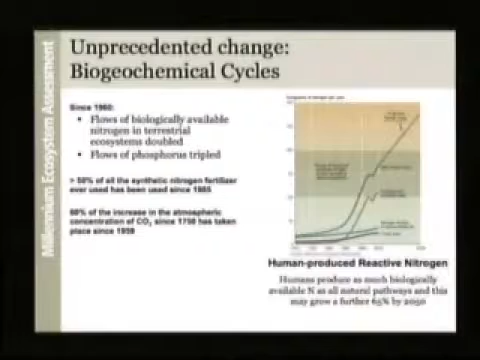 Millennium Ecosystem Assessment
Unprecedented change:
Biogeochemical Cycles
Since 1960:
• Flows of biologically available
nitrogen in terrestrial
ecosystems doubled
• Flows of phosphorus tripled
> 50% of all the synthetic nitrogen fertilizer
ever used has been used since 1985
60% of the increase in the atmospheric
concentration of CO2 since 1750 has taken
place since 1959
Human-produced Reactive Nitrogen
Humans produce as much biologically
available N as all natural pathways and this
may grow a further 65% by 2050